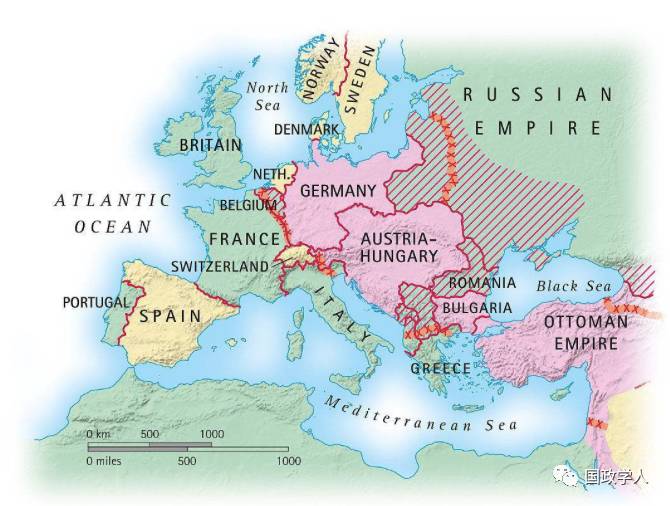 NORWAY
SWEDEN
North
Sea
RUSSIAN
EMPIRE
DENMARK
BRITAIN
NETH.
GERMANY
BELGIUM
ATLANTIC
OCEAN
FRANCE
AUSTRIA-
HUNGARY
SWITZERLAND
ROMANIA
Black Sea
PORTUGAL
SPAIN
ITALY
BULGARIA
OTTOMAN
EMPIRE
GREECE
Mediterranean Sea
0 km 500 1000
0 miles 500 1000
国政学人